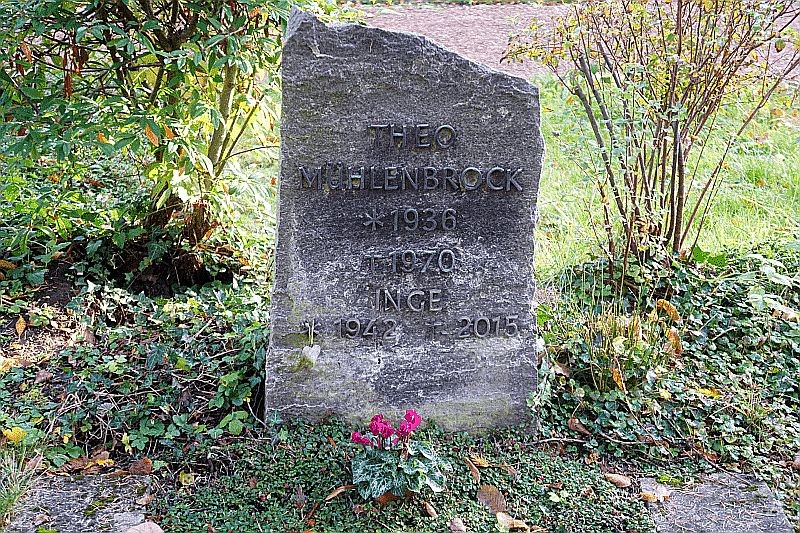 THEO
MÜHLENBROCK
* 1936
† 1970
INGE
* 1942 † 2015